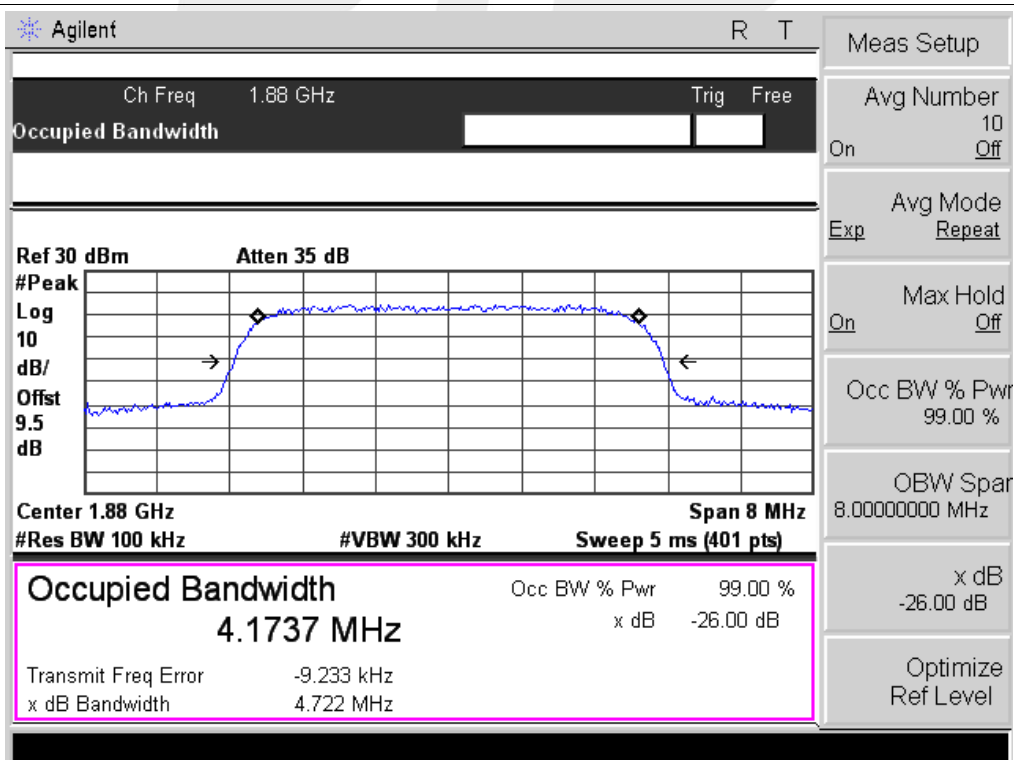 Agilent R T
Ch Freq 1.88 GHz Trig Free
Occupied Bandwidth
Ref 30 dBm Atten 35 dB
#Peak
Log
10
dB/
Offst
9.5
dB
Center 1.88 GHz Span 8 MHz
#Res BW 100 kHz #VBW 300 kHz Sweep 5 ms (401 pts)
Occupied Bandwidth
4.1737 MHz
Occ BW % Pwr 99.00 %
x dB -26.00 dB
Transmit Freq Error -9.233 kHz
x dB Bandwidth 4.722 MHz
Meas Setup
Avg Number
10
On Off
Avg Mode
Exp Repeat
Max Hold
On Off
Occ BW % Pwr
99.00 %
OBW Span
8.00000000 MHz
x dB
-26.00 dB
Optimize
Ref Level